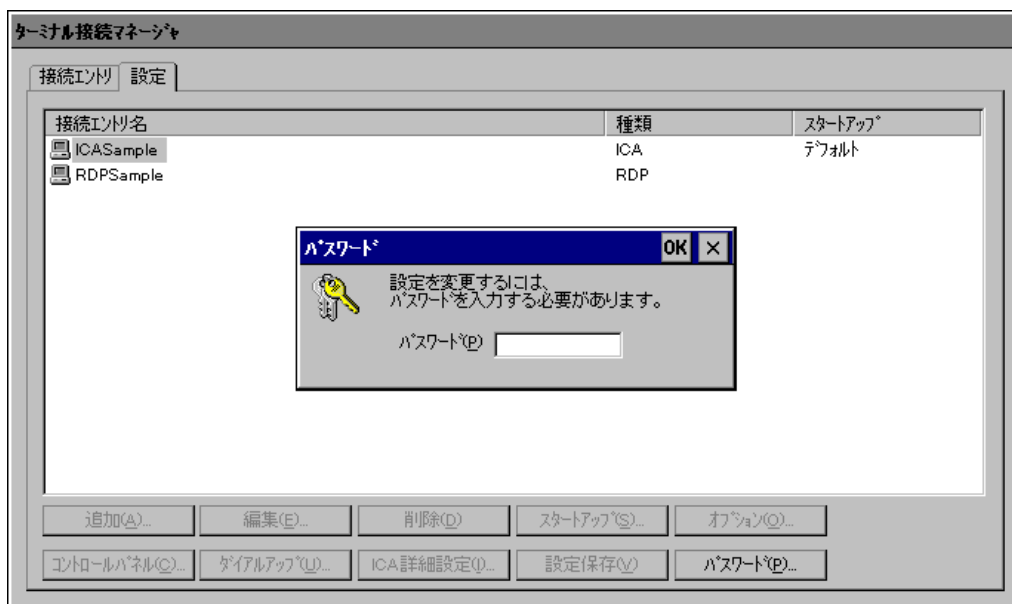 ﾀｰﾐﾅﾙ接続ﾏﾈｰｼﾞｬ
接続ｴﾝﾄﾘ 設定
接続ｴﾝﾄﾘ名 種類 ｽﾀｰﾄｱｯﾌﾟ
ICASample ICA ﾃﾞﾌｫﾙﾄ
RDPSample RDP
ﾊﾟｽﾜｰﾄﾞ OK ×
設定を変更するには、
ﾊﾟｽﾜｰﾄﾞを入力する必要があります。
ﾊﾟｽﾜｰﾄﾞ(P)
追加(A)... 編集(E)... 削除(D) ｽﾀｰﾄｱｯﾌﾟ(S)... ｵﾌﾟｼｮﾝ(O)...
ｺﾝﾄﾛｰﾙﾊﾟﾈﾙ(C)... ﾀﾞｲｱﾙｱｯﾌﾟ(U)... ICA詳細設定(I)... 設定保存(V) ﾊﾟｽﾜｰﾄﾞ(P)...